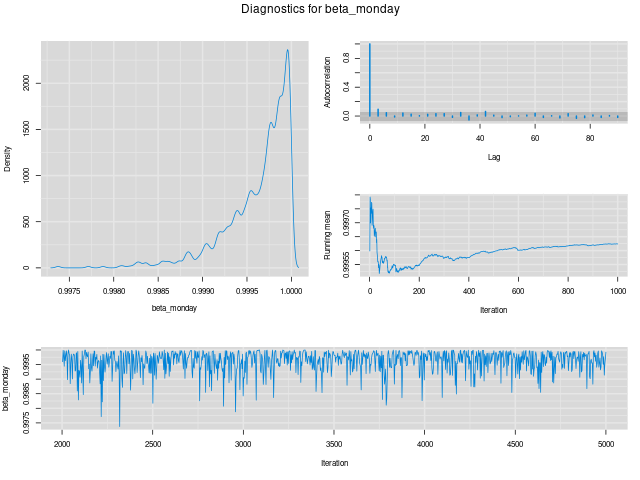 Diagnostics for beta_monday
Density
0 500 1000 1500 2000
0.9975 0.9980 0.9985 0.9990 0.9995 1.0000
beta_monday
Autocorrelation
0.0 0.4 0.8
0 20 40 60 80
Lag
Running mean
0.99955 0.99970
0 200 400 600 800 1000
Iteration
beta_monday
0.9975 0.9985 0.9995
2000 2500 3000 3500 4000 4500 5000
Iteration